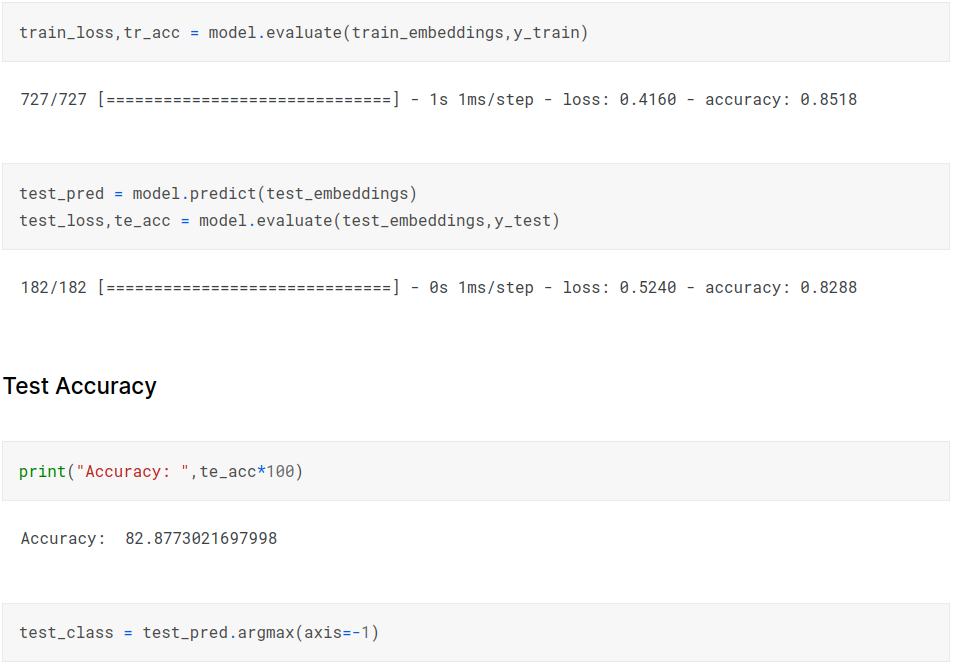 train_loss,tr_acc = model.evaluate(train_embeddings,y_train)
727/727 [==============================] - 1s 1ms/step - loss: 0.4160 - accuracy: 0.8518
test_pred = model.predict(test_embeddings)
test_loss,te_acc = model.evaluate(test_embeddings,y_test)
182/182 [==============================] - 0s 1ms/step - loss: 0.5240 - accuracy: 0.8288
Test Accuracy
print("Accuracy: ",te_acc*100)
Accuracy:  82.8773021697998
test_class = test_pred.argmax(axis=-1)